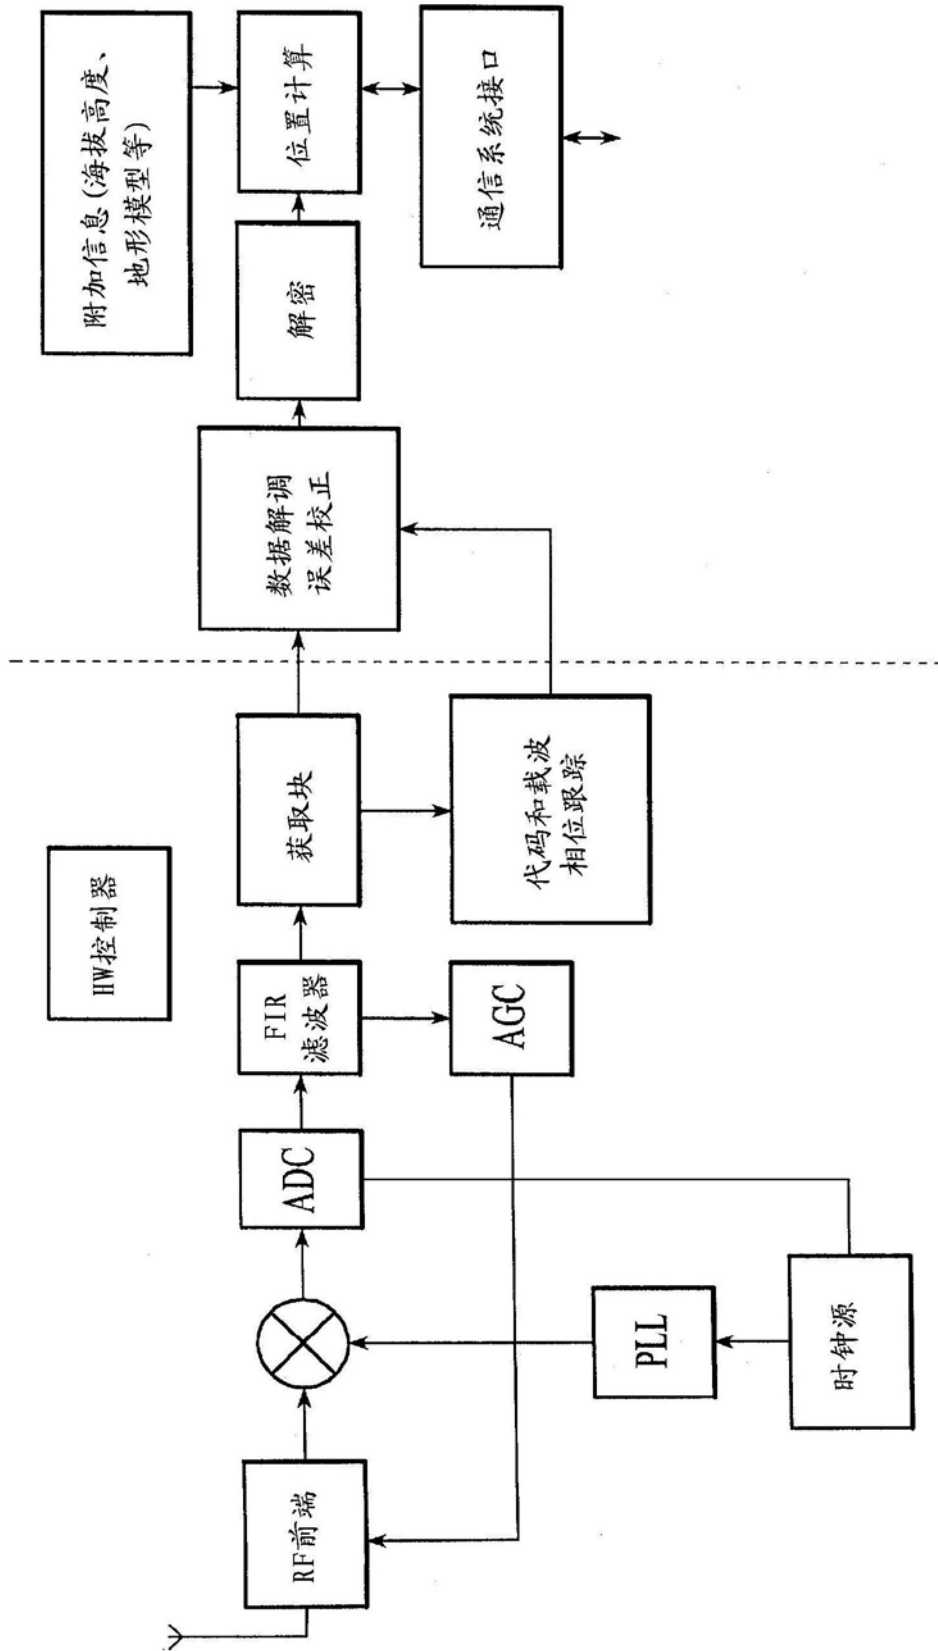 HW控制器
附加信息(海拔高度、
地形模型等)
RF前端
ADC
FIR
滤波器
获取块
数据解调
误差校正
解密
位置计算
AGC
代码和载波
相位跟踪
通信系统接口
PLL
时钟源